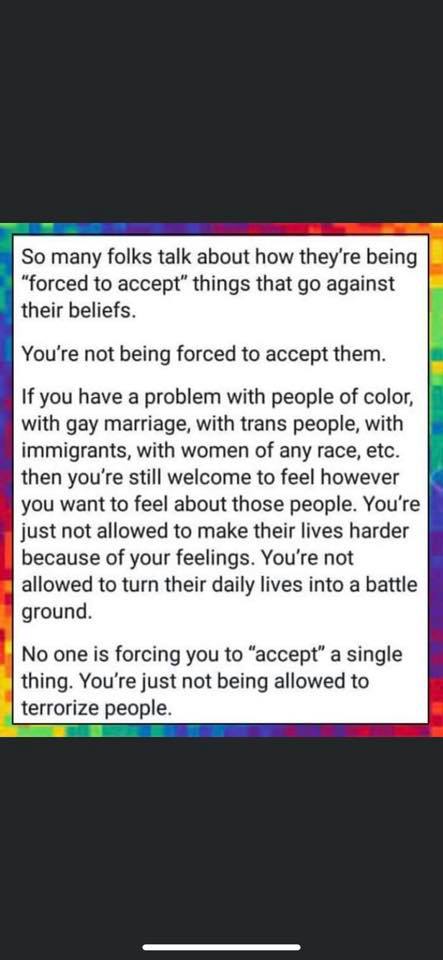 So many folks talk about how they’re being
“forced to accept” things that go against
their beliefs.
You’re not being forced to accept them.
If you have a problem with people of color,
with gay marriage, with trans people, with
immigrants, with women of any race, etc.
then you’re still welcome to feel however
you want to feel about those people. You’re
just not allowed to make their lives harder
because of your feelings. You’re not
allowed to turn their daily lives into a battle
ground.
No one is forcing you to “accept” a single
thing. You’re just not being allowed to
terrorize people.